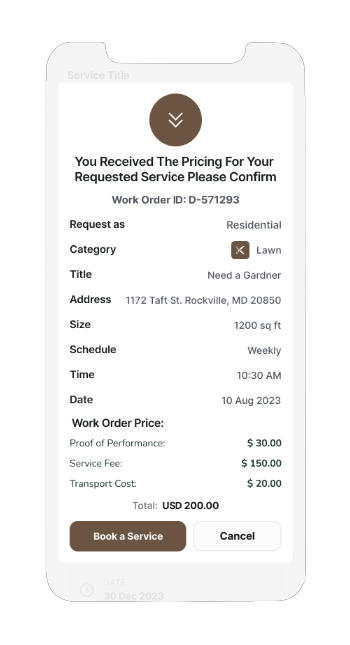 Service Title
You Received The Pricing For Your
Requested Service Please Confirm
Work Order ID: D-571293
Request as Residential
Category Lawn
Title Need a Gardner
Address 1172 Taft St. Rockville, MD 20850
Size 1200 sq ft
Schedule Weekly
Time 10:30 AM
Date 10 Aug 2023
Work Order Price:
Proof of Performance: $ 30.00
Service Fee: $ 150.00
Transport Cost: $ 20.00
Total: USD 200.00
Book a Service Cancel
DATE
30 Dec 2023